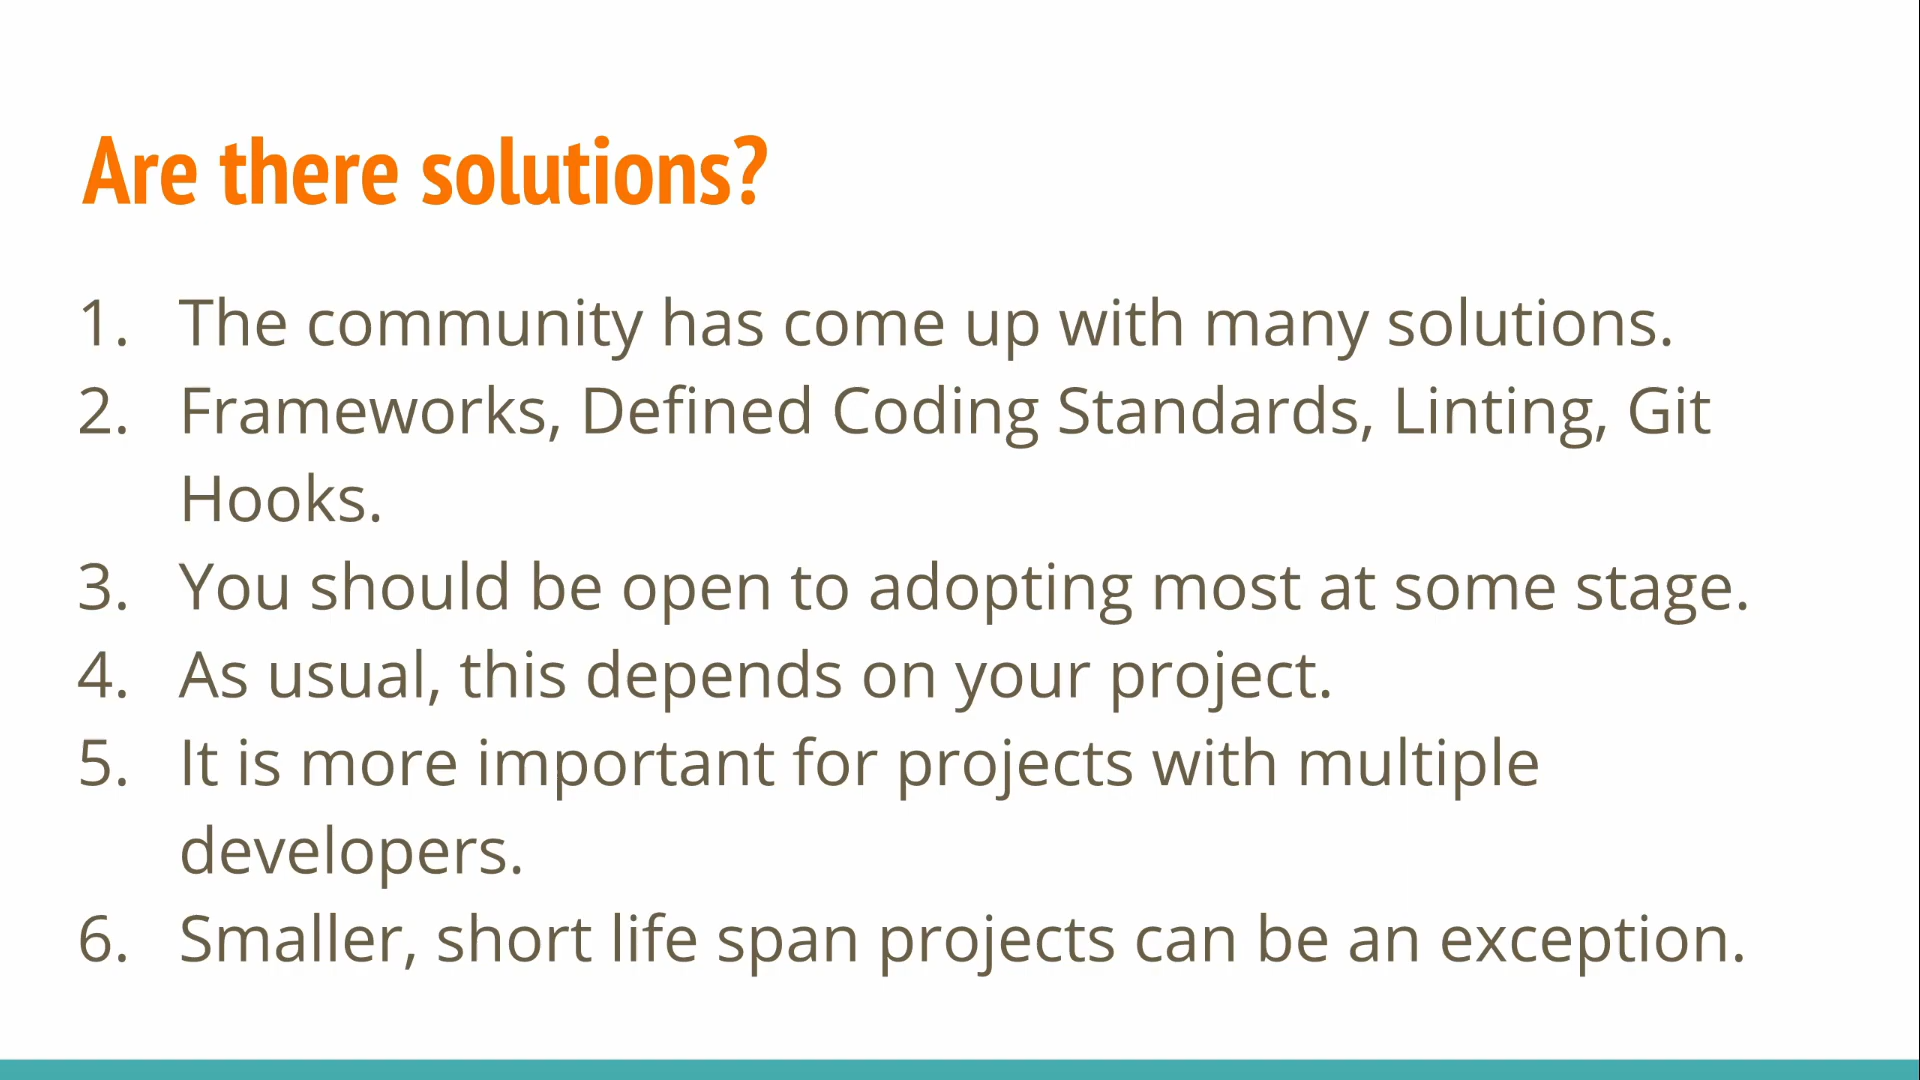 Are there solutions?
1. The community has come up with many solutions.
2. Frameworks, Defined Coding Standards, Linting, Git
Hooks.
3. You should be open to adopting most at some stage.
4. As usual, this depends on your project.
5. It is more important for projects with multiple
developers.
6. Smaller, short life span projects can be an exception.